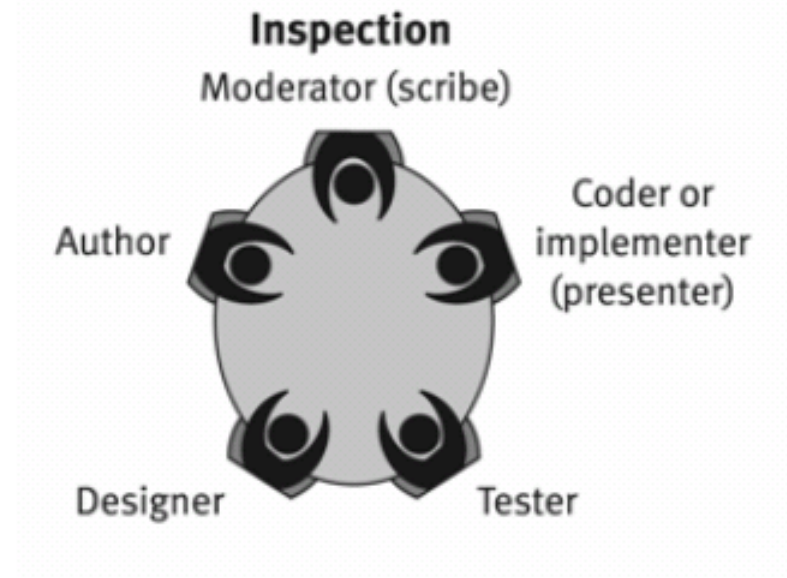 Inspection
Moderator (scribe)
Author
Coder or
implementer
(presenter)
Designer
Tester